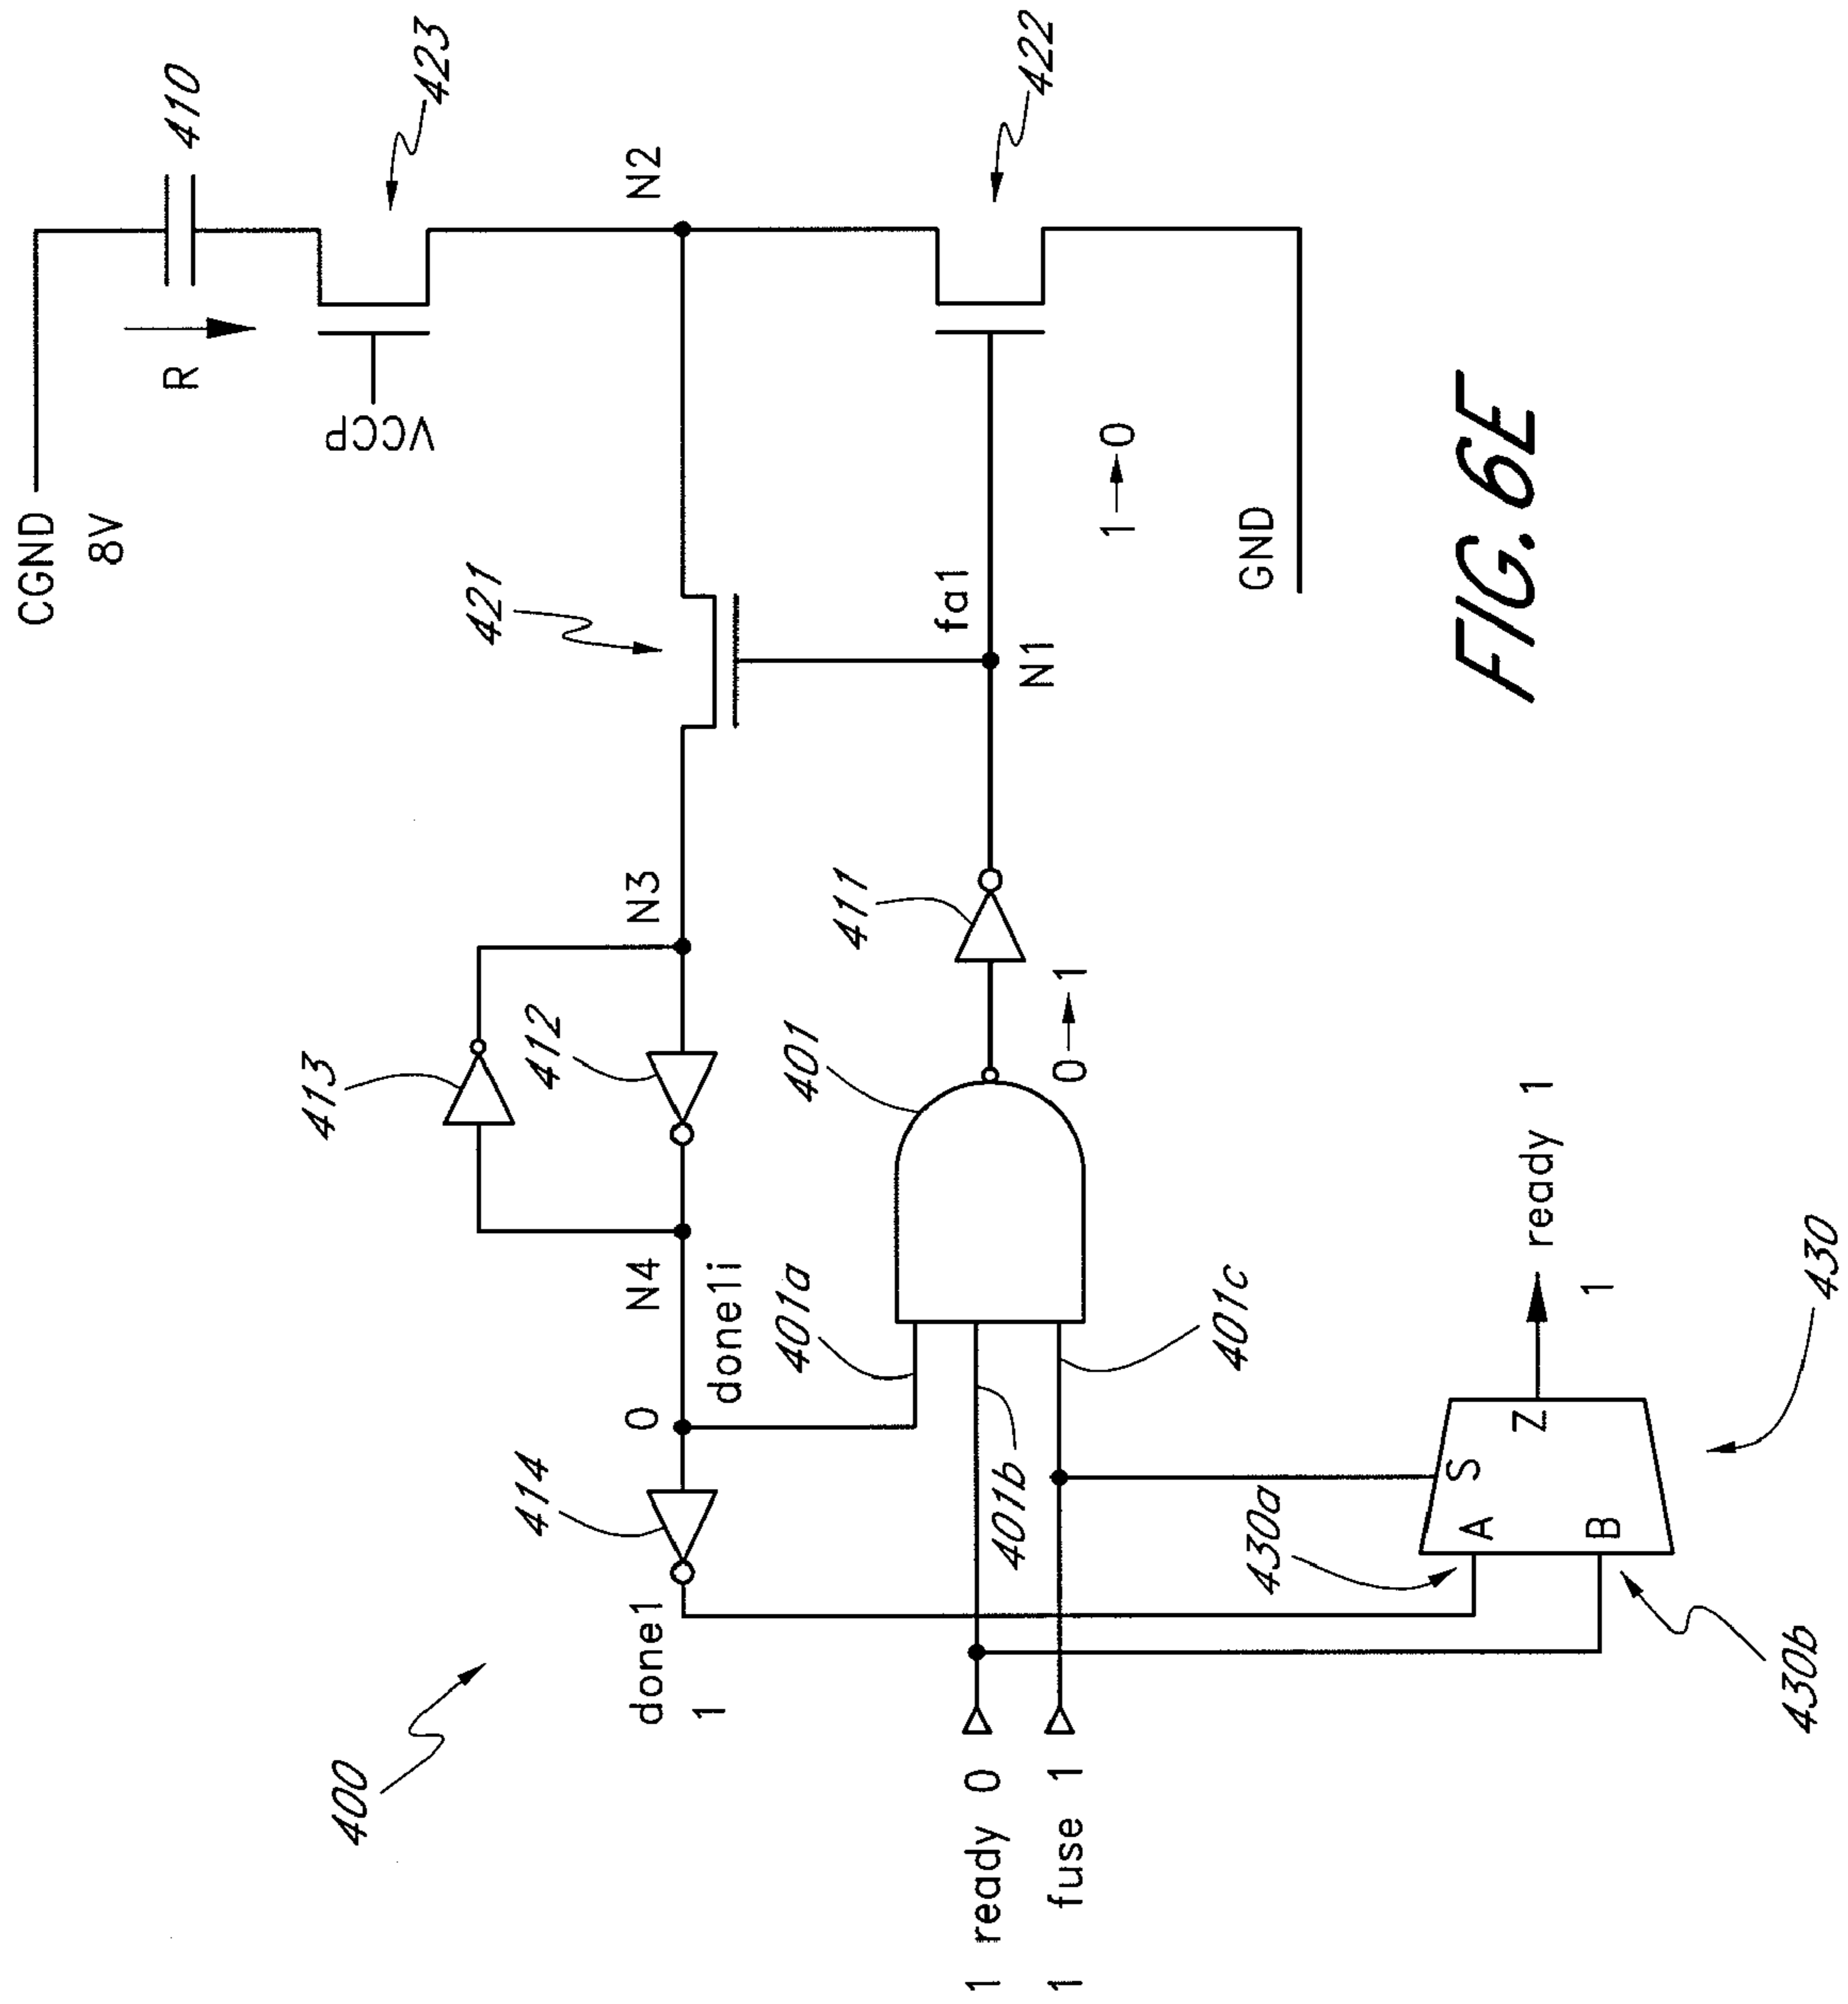 CGND
8V
410
423
R
VCCP
N2
421
422
fa1
N1
1→0
GND
N3
413
412
411
401
0→1
N4
done1i
0
401a
401b
401c
414
done1
1
400
1 ready 0
1 fuse 1
430a
430b
A
B
S
Z
ready 1
1
430
FIG. 6E